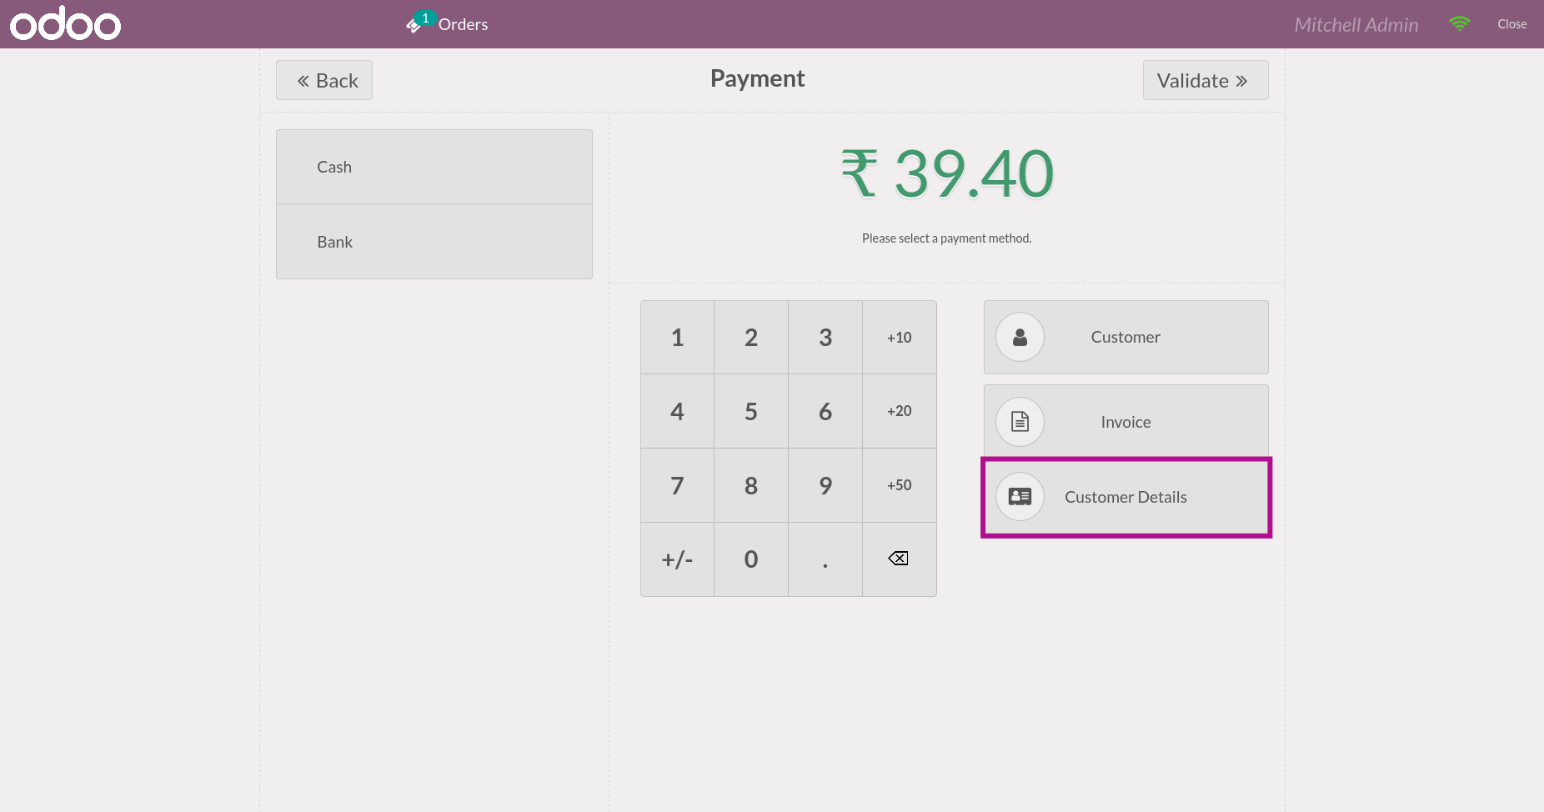 odoo
1
Orders
Mitchell Admin
Close
« Back
Payment
Validate »
Cash
Bank
₹ 39.40
Please select a payment method.
1 2 3 +10
4 5 6 +20
7 8 9 +50
+/- 0 .
Customer
Invoice
Customer Details